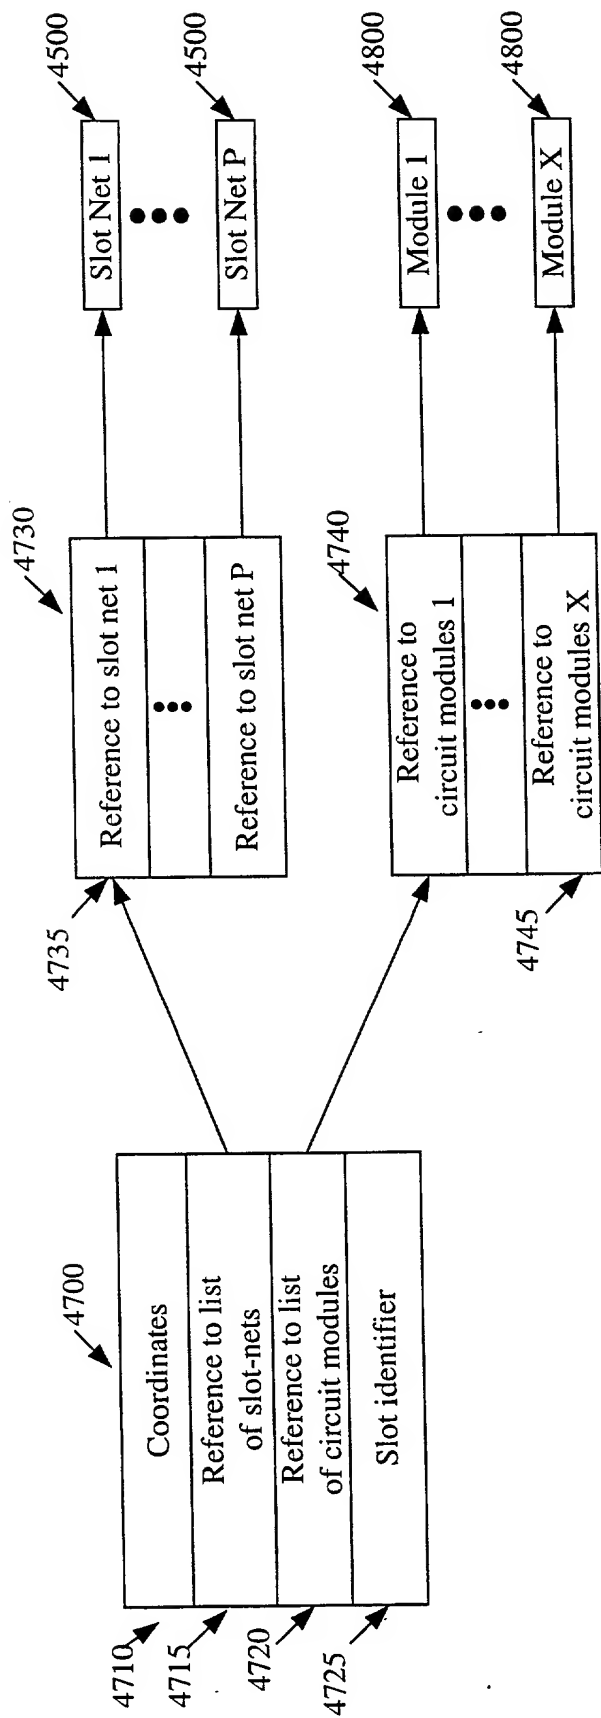 4700
4710
Coordinates
4715
Reference to list
of slot-nets
4720
Reference to list
of circuit modules
4725
Slot identifier
4730
4735
Reference to slot net 1
Reference to slot net P
4740
Reference to
circuit modules 1
4745
Reference to
circuit modules X
4500
Slot Net 1
4500
Slot Net P
4800
Module 1
4800
Module X